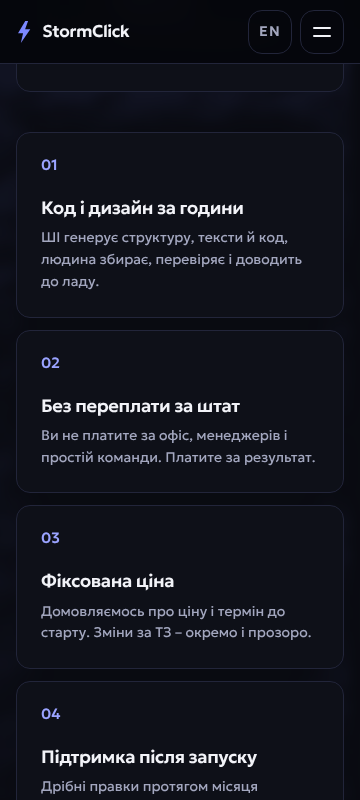 StormClick
EN
01
Код і дизайн за години
ШІ генерує структуру, тексти й код,
людина збирає, перевіряє і доводить
до ладу.
02
Без переплати за штат
Ви не платите за офіс, менеджерів і
простій команди. Платите за результат.
03
Фіксована ціна
Домовляємось про ціну і термін до
старту. Зміни за ТЗ – окремо і прозоро.
04
Підтримка після запуску
Дрібні правки протягом місяця